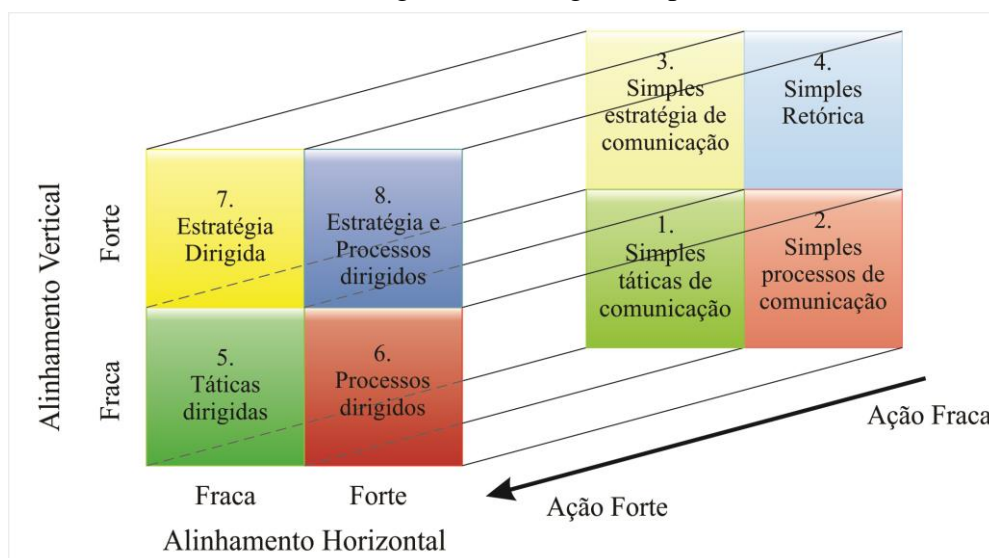 3.
Simples
estratégia de
comunicação
4.
Simples
Retórica
7.
Estratégia
Dirigida
8.
Estratégia e
Processos
dirigidos
1.
Simples
táticas de
comunicação
2.
Simples
processos de
comunicação
5.
Táticas
dirigidas
6.
Processos
dirigidos
Alinhamento Vertical
Forte
Fraca
Ação Fraca
Ação Forte
Fraca
Forte
Alinhamento Horizontal